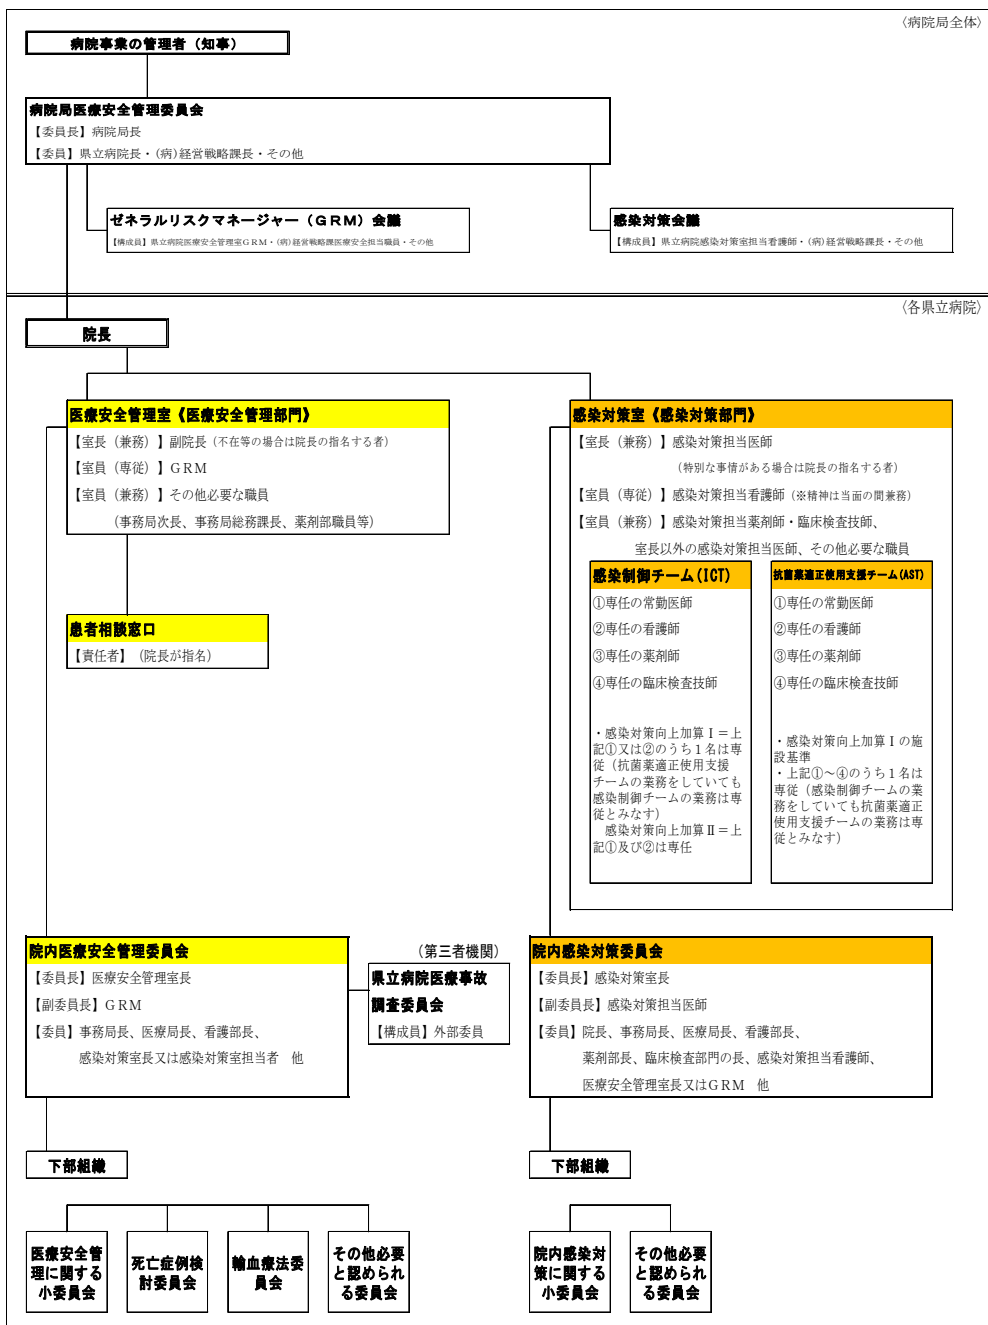 〈病院局全体〉
病院事業の管理者（知事）
病院局医療安全管理委員会
【委員長】病院局長
【委員】県立病院長・(病)経営戦略課長・その他
ゼネラルリスクマネージャー（ＧＲＭ）会議
【構成員】県立病院医療安全管理室ＧＲＭ・(病)経営戦略課医療安全担当職員・その他
感染対策会議
【構成員】県立病院感染対策室担当看護師・(病)経営戦略課長・その他
〈各県立病院〉
院長
医療安全管理室《医療安全管理部門》
【室長（兼務）】副院長（不在等の場合は院長の指名する者）
【室員（専従）】ＧＲＭ
【室員（兼務）】その他必要な職員
（事務局次長、事務局総務課長、薬剤部職員等）
患者相談窓口
【責任者】（院長が指名）
感染対策室《感染対策部門》
【室長（兼務）】感染対策担当医師
（特別な事情がある場合は院長の指名する者）
【室員（専従）】感染対策担当看護師（※精神は当面の間兼務）
【室員（兼務）】感染対策担当薬剤師・臨床検査技師、
室長以外の感染対策担当医師、その他必要な職員
感染制御チーム(ICT)
①専任の常勤医師
②専任の看護師
③専任の薬剤師
④専任の臨床検査技師
・感染対策向上加算Ⅰ＝上
記①又は②のうち１名は専
従（抗菌薬適正使用支援
チームの業務をしていても
感染制御チームの業務は専
従とみなす）
感染対策向上加算Ⅱ＝上
記①及び②は専任
抗菌薬適正使用支援チーム(AST)
①専任の常勤医師
②専任の看護師
③専任の薬剤師
④専任の臨床検査技師
・感染対策向上加算Ⅰの施
設基準
・上記①～④のうち１名は
専従（感染制御チームの業
務をしていても抗菌薬適正
使用支援チームの業務は専
従とみなす）
院内医療安全管理委員会
【委員長】医療安全管理室長
【副委員長】ＧＲＭ
【委員】事務局長、医療局長、看護部長、
感染対策室長又は感染対策室担当者　他
（第三者機関）
県立病院医療事故
調査委員会
【構成員】外部委員
院内感染対策委員会
【委員長】感染対策室長
【副委員長】感染対策担当医師
【委員】院長、事務局長、医療局長、看護部長、
薬剤部長、臨床検査部門の長、感染対策担当看護師、
医療安全管理室長又はＧＲＭ　他
下部組織
医療安全管
理に関する
小委員会
死亡症例検
討委員会
輸血療法委
員会
その他必要
と認められ
る委員会
下部組織
院内感染対
策に関する
小委員会
その他必要
と認められ
る委員会